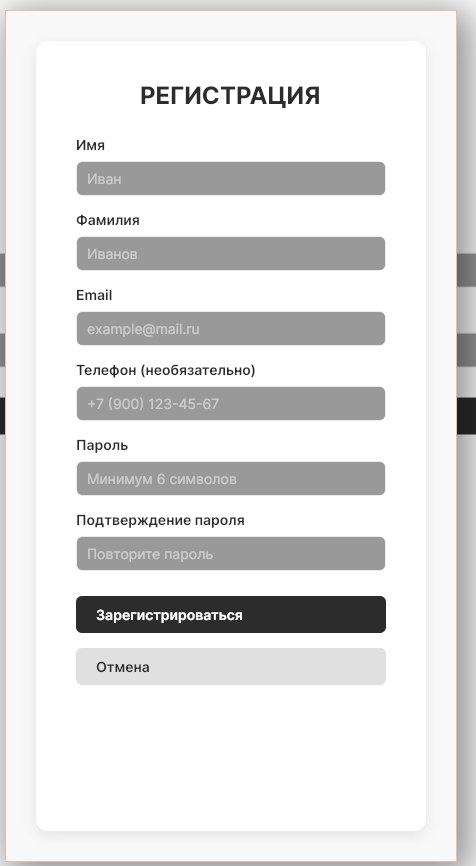 РЕГИСТРАЦИЯ
Имя
Иван
Фамилия
Иванов
Email
example@mail.ru
Телефон (необязательно)
+7 (900) 123-45-67
Пароль
Минимум 6 символов
Подтверждение пароля
Повторите пароль
Зарегистрироваться
Отмена